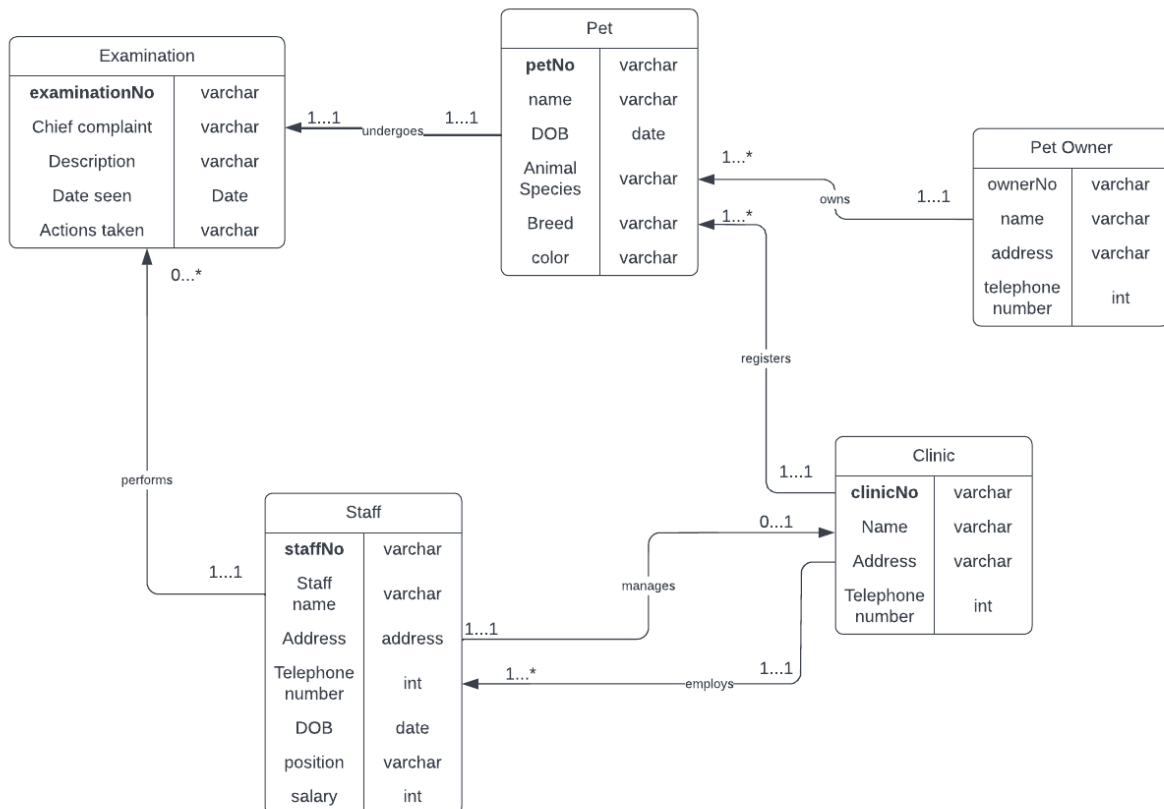 Examination
examinationNo varchar
Chief complaint varchar
Description varchar
Date seen Date
Actions taken varchar
1...1
undergoes
1...1
Pet
petNo varchar
name varchar
DOB date
Animal
Species varchar
Breed varchar
color varchar
1...*
owns
1...1
Pet Owner
ownerNo varchar
name varchar
address varchar
telephone
number int
1...*
registers
1...1
0...*
performs
1...1
Staff
staffNo varchar
Staff
name varchar
Address address
Telephone
number int
DOB date
position varchar
salary int
1...1
manages
0...1
1...*
employs
1...1
Clinic
clinicNo varchar
Name varchar
Address varchar
Telephone
number int